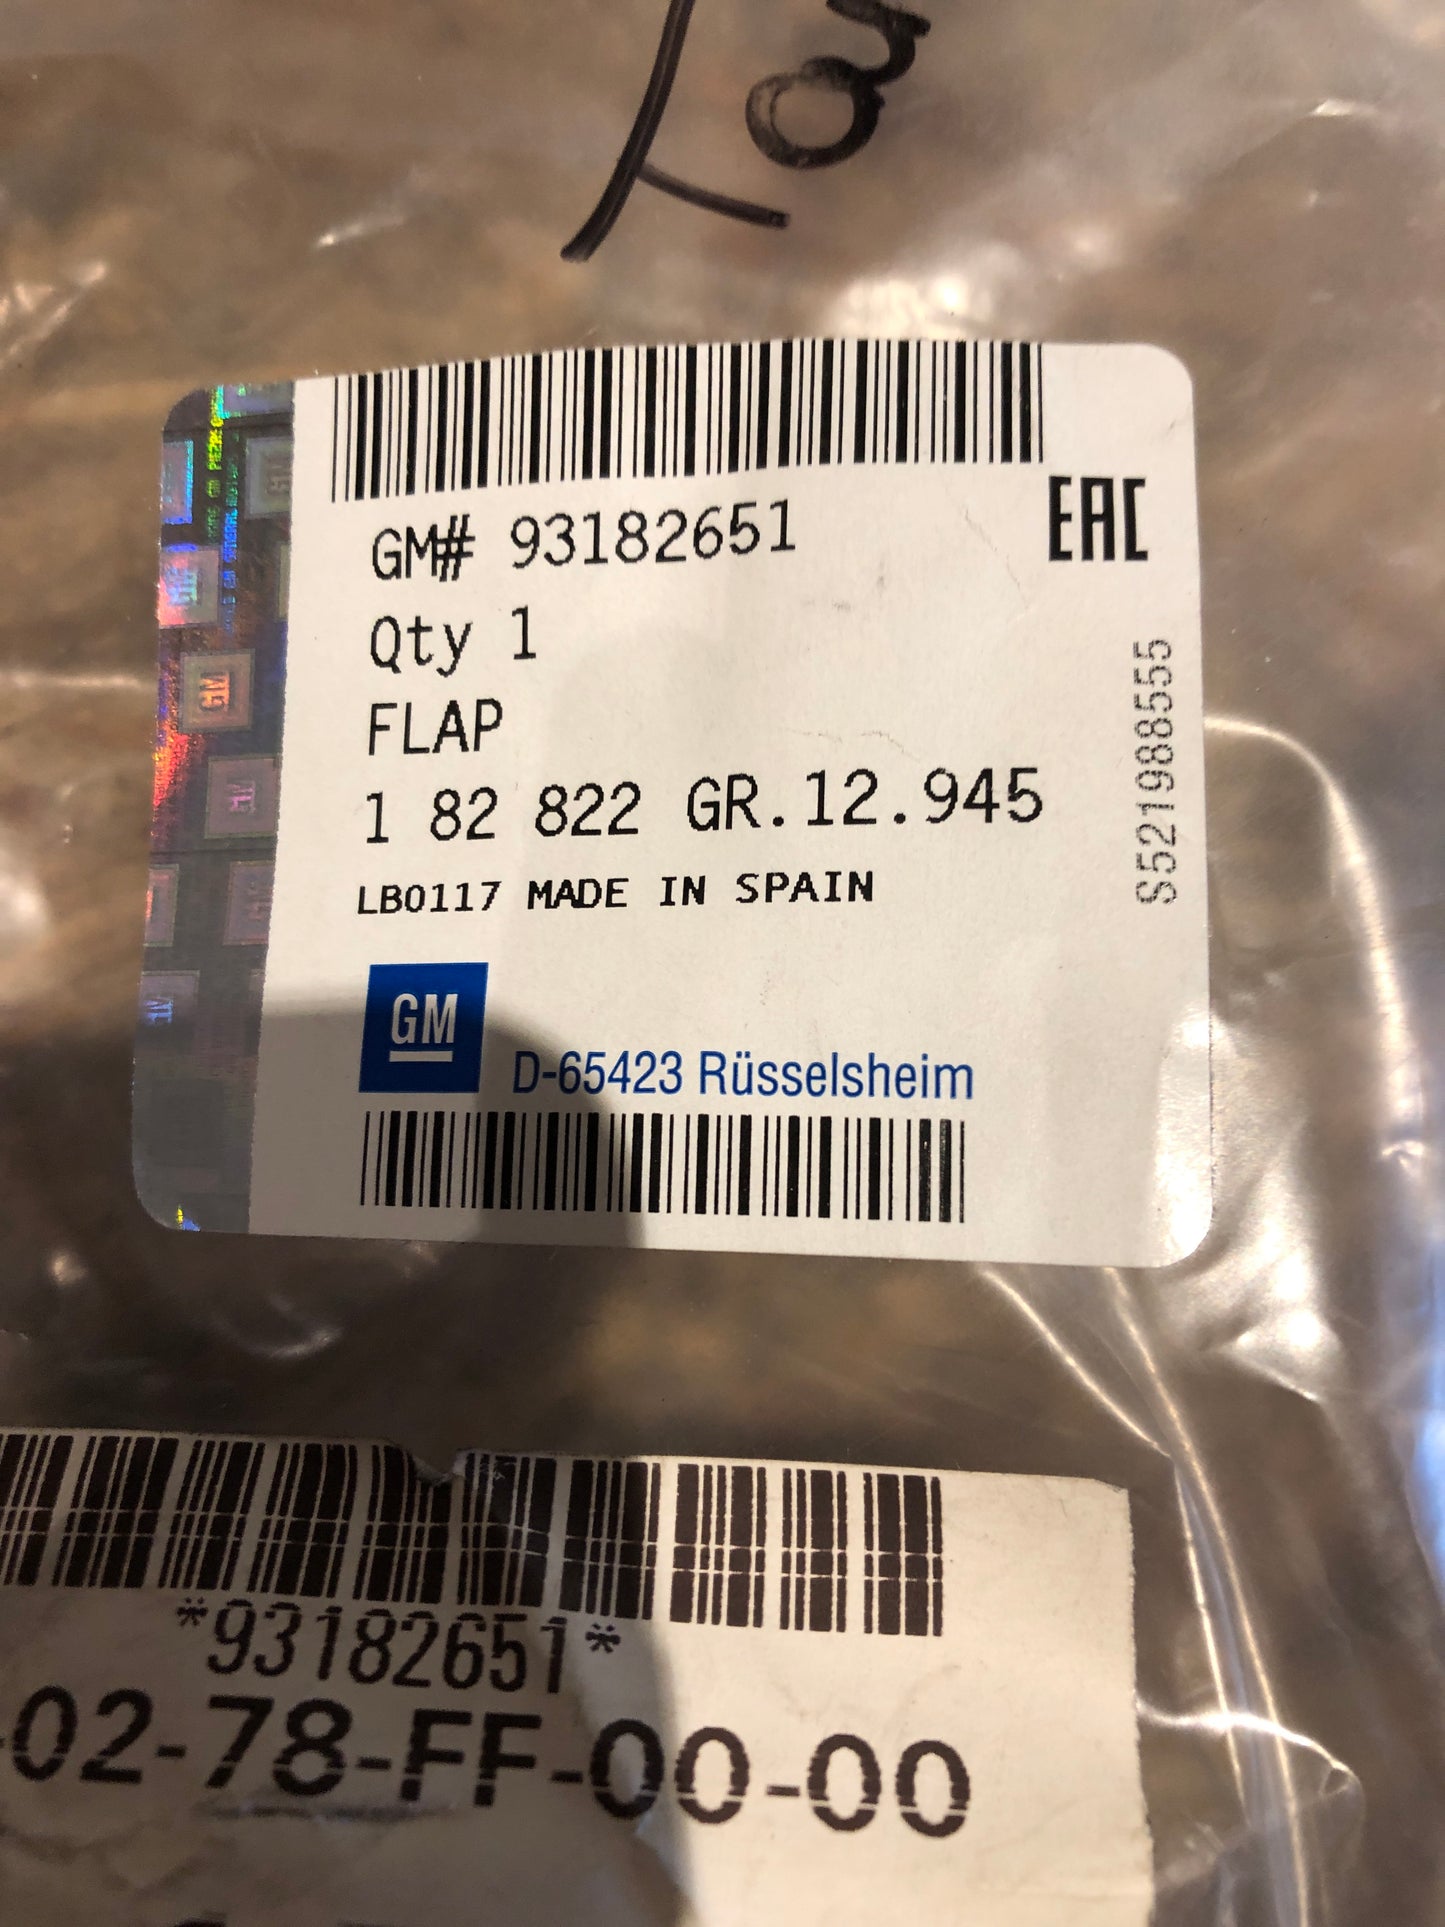 GM# 93182651
EAC
Qty 1
FLAP
1 82 822 GR.12.945
LB0117 MADE IN SPAIN
S521988555
GM
D-65423 Rüsselsheim
*93182651*
-02-78-FF-00-00